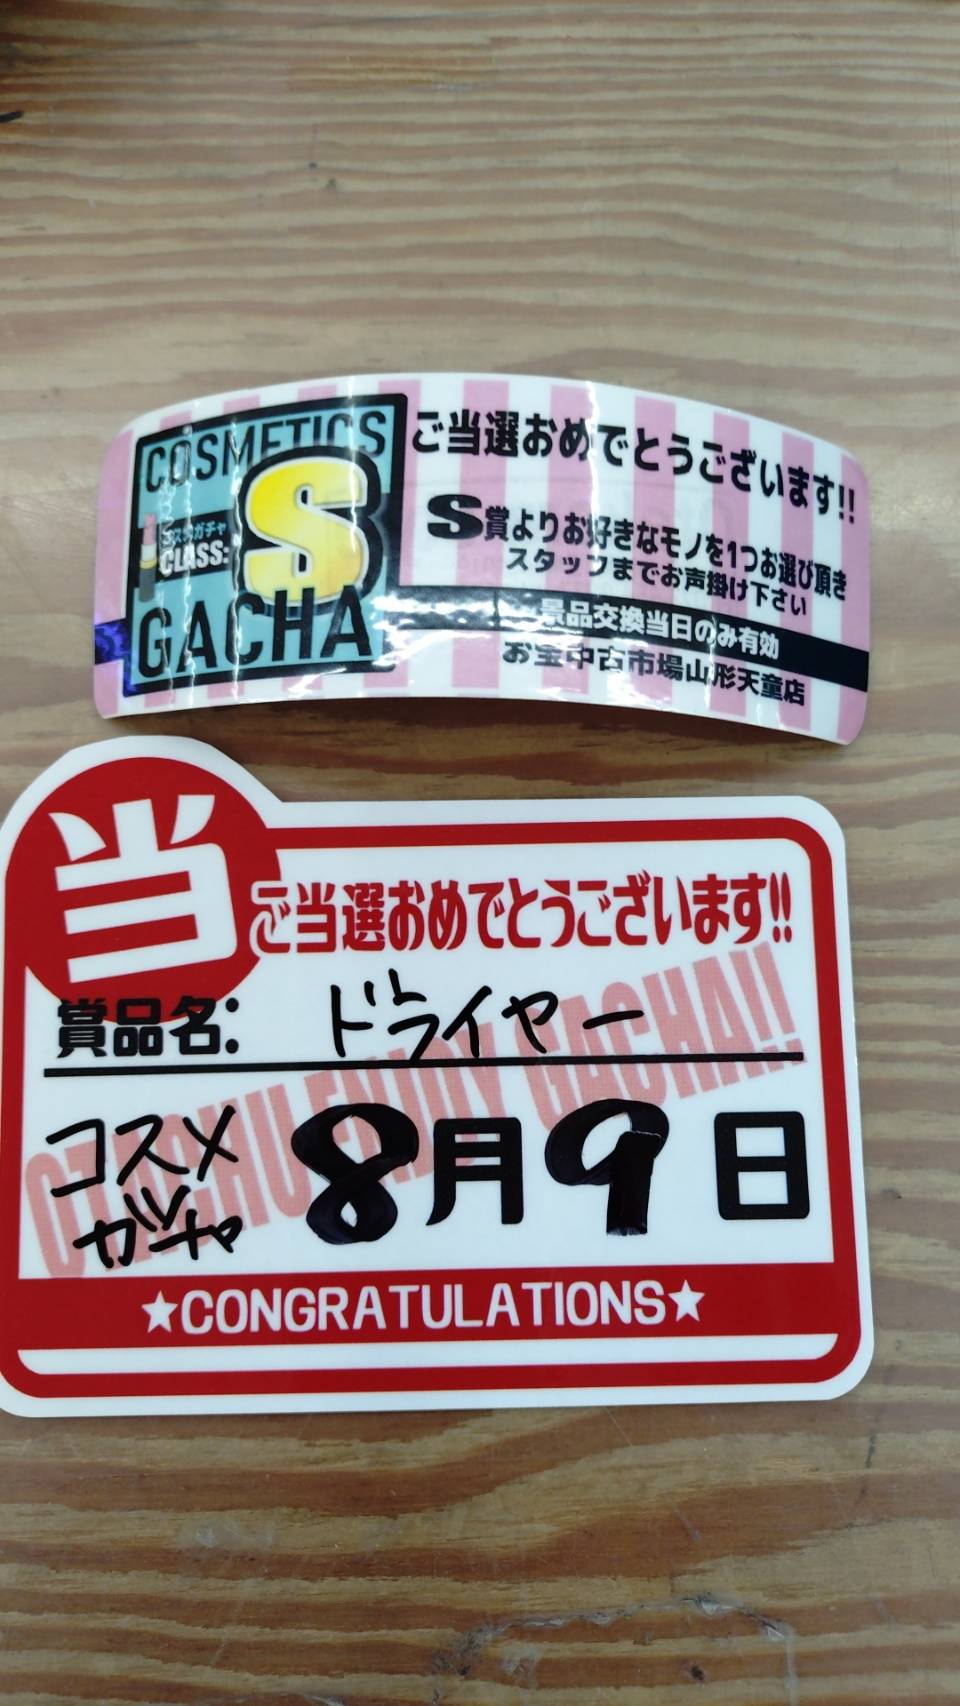 COSMETICS
コスメガチャ
CLASS:
S
GACHA
ご当選おめでとうございます!!
S賞よりお好きなモノを1つお選び頂き
スタッフまでお声掛け下さい
景品交換当日のみ有効
お宝中古市場山形天童店
当
ご当選おめでとうございます!!
賞品名: ドライヤー
コスメ
ガチャ
8月9日
★CONGRATULATIONS★